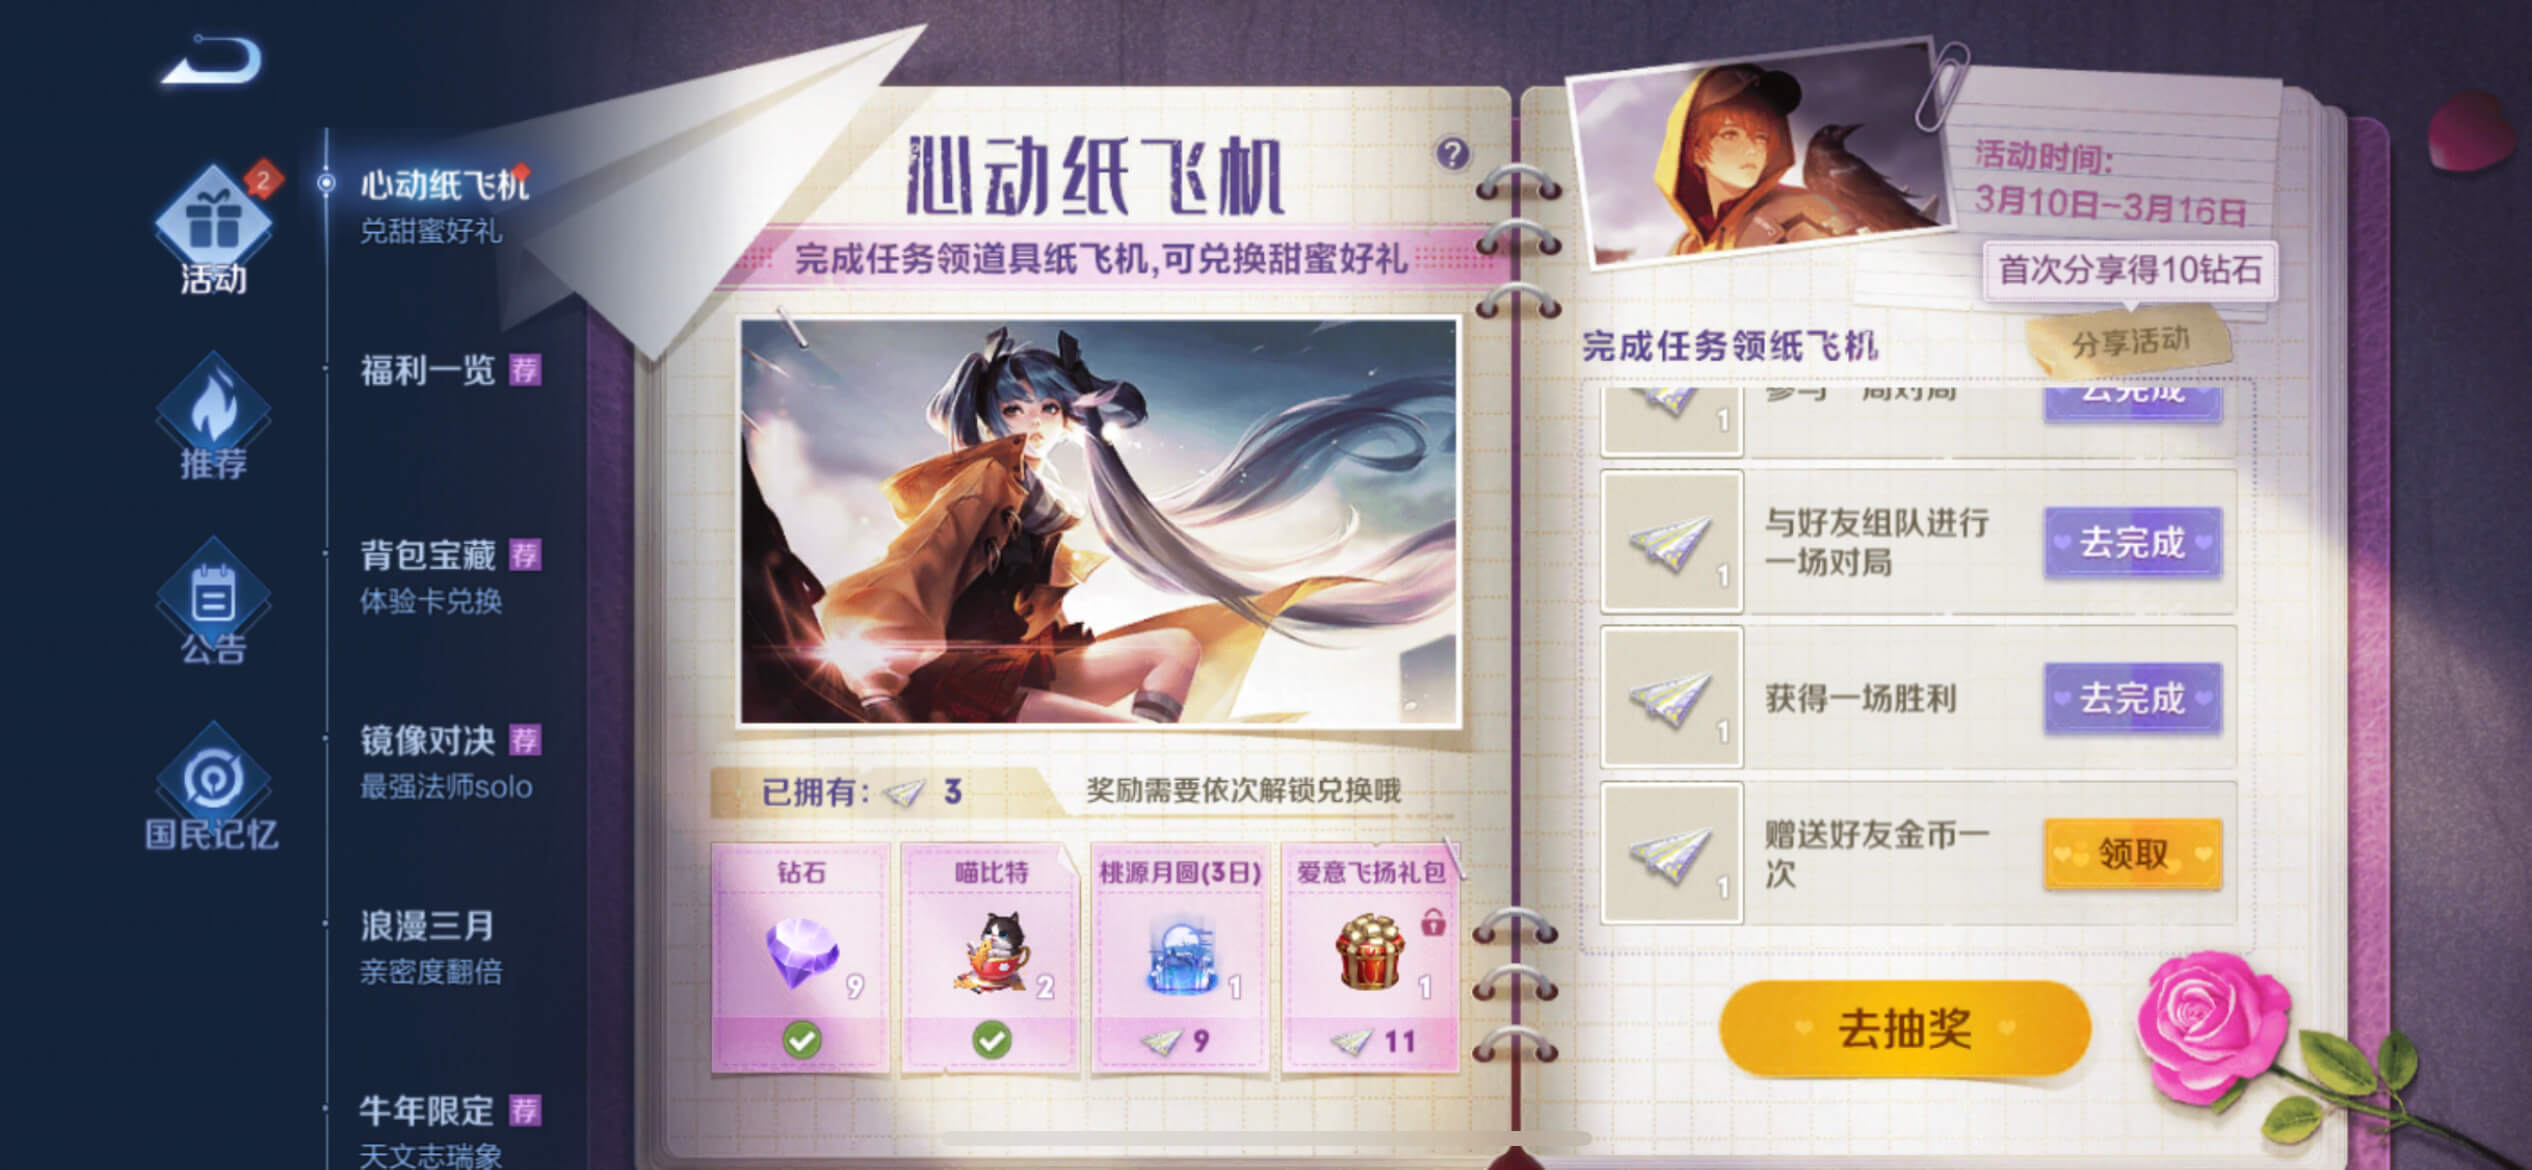 活动
2
推荐
公告
国民记忆
心动纸飞机
兑甜蜜好礼
福利一览 荐
背包宝藏 荐
体验卡兑换
镜像对决 荐
最强法师solo
浪漫三月
亲密度翻倍
牛年限定 荐
天文志瑞象
心动纸飞机
?
完成任务领道具纸飞机,可兑换甜蜜好礼
已拥有: 3
奖励需要依次解锁兑换哦
钻石
9
喵比特
2
桃源月圆(3日)
1
9
爱意飞扬礼包
1
11
活动时间:
3月10日-3月16日
首次分享得10钻石
分享活动
完成任务领纸飞机
参与一局对局
1
去完成
与好友组队进行
一场对局
1
去完成
获得一场胜利
1
去完成
赠送好友金币一
次
1
领取
去抽奖